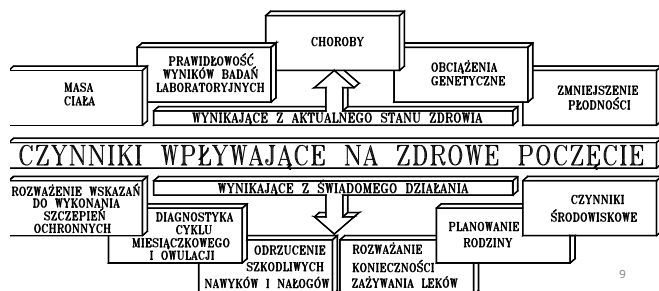 CHOROBY
PRAWIDŁOWOŚĆ
WYNIKÓW BADAŃ
LABORATORYJNYCH
OBCIĄŻENIA
GENETYCZNE
MASA
CIAŁA
ZMNIEJSZENIE
PŁODNOŚCI
WYNIKAJĄCE Z AKTUALNEGO STANU ZDROWIA
CZYNNIKI WPŁYWAJĄCE NA ZDROWE POCZĘCIE
WYNIKAJĄCE Z ŚWIADOMEGO DZIAŁANIA
ROZWAŻENIE WSKAZAŃ
DO WYKONANIA
SZCZEPIEŃ
OCHRONNYCH
DIAGNOSTYKA
CYKLU
MIESIĄCZKOWEGO
I OWULACJI
ODRZUCENIE
SZKODLIWYCH
NAWYKÓW I NAŁOGÓW
ROZWAŻANIE
KONIECZNOŚCI
ZAŻYWANIA LEKÓW
PLANOWANIE
RODZINY
CZYNNIKI
ŚRODOWISKOWE
9